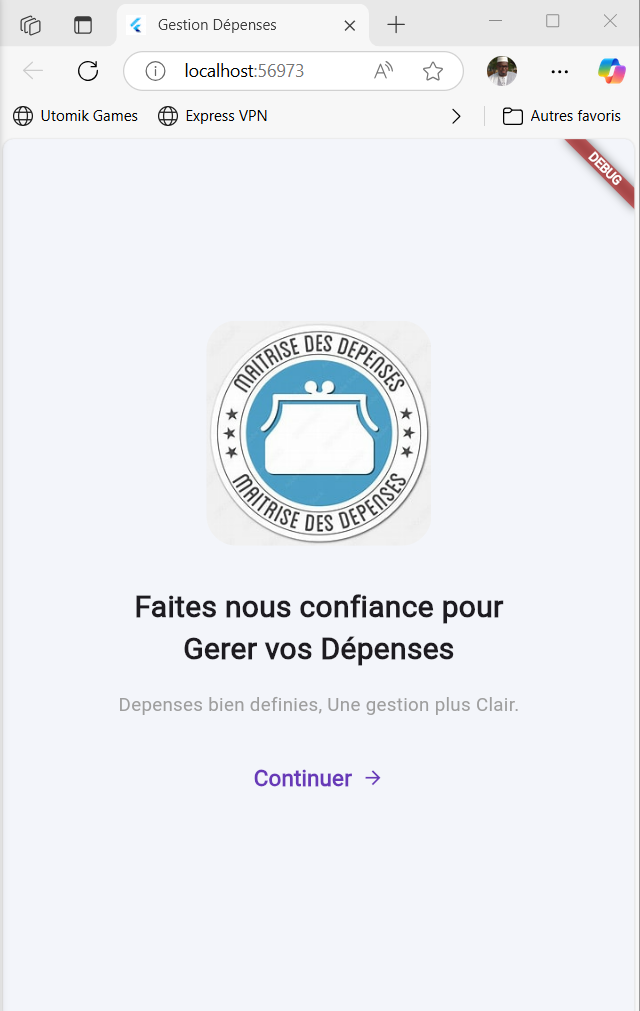 Gestion Dépenses
localhost:56973
Utomik Games
Express VPN
Autres favoris
DEBUG
MAITRISE DES DEPENSES
MAITRISE DES DEPENSES
Faites nous confiance pour
Gerer vos Dépenses
Depenses bien definies, Une gestion plus Clair.
Continuer →